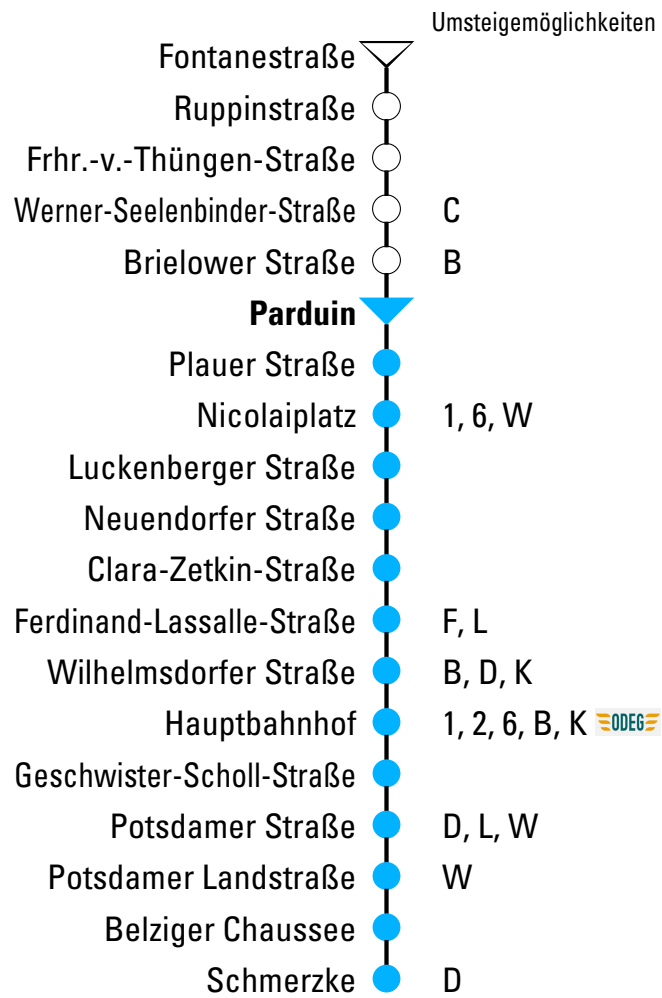 Umsteigemöglichkeiten
Fontanestraße
Ruppinstraße
Frhr.-v.-Thüngen-Straße
Werner-Seelenbinder-Straße C
Brielower Straße B
Parduin
Plauer Straße
Nicolaiplatz 1, 6, W
Luckenberger Straße
Neuendorfer Straße
Clara-Zetkin-Straße
Ferdinand-Lassalle-Straße F, L
Wilhelmsdorfer Straße B, D, K
Hauptbahnhof 1, 2, 6, B, K ODEG
Geschwister-Scholl-Straße
Potsdamer Straße D, L, W
Potsdamer Landstraße W
Belziger Chaussee
Schmerzke D